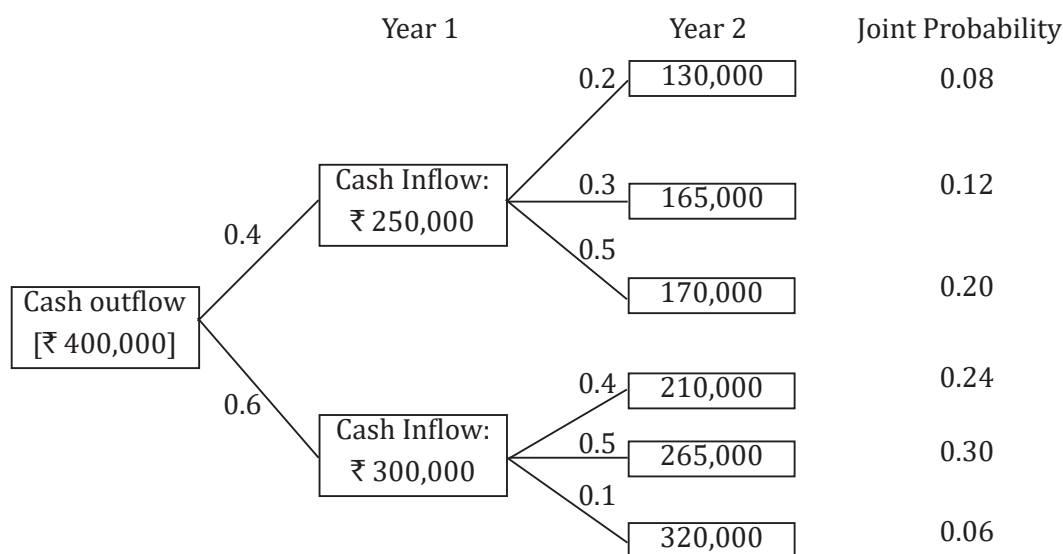 Year 1 Year 2 Joint Probability
0.2 130,000 0.08
Cash Inflow:
₹ 250,000
0.3 165,000 0.12
0.4
0.5
170,000 0.20
Cash outflow
[₹ 400,000]
0.6
0.4 210,000 0.24
Cash Inflow:
₹ 300,000
0.5 265,000 0.30
0.1
320,000 0.06